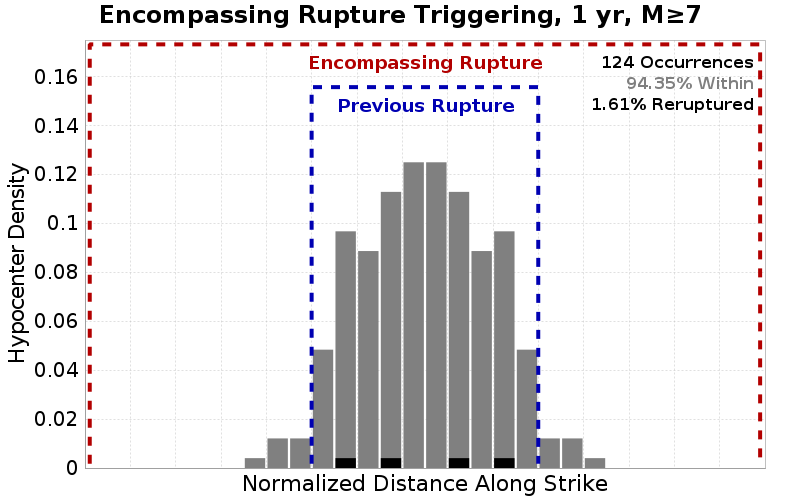 Encompassing Rupture Triggering, 1 yr, M≥7
Encompassing Rupture
124 Occurrences
94.35% Within
Previous Rupture
1.61% Reruptured
Hypocenter Density
0.16
0.14
0.12
0.1
0.08
0.06
0.04
0.02
0
Normalized Distance Along Strike